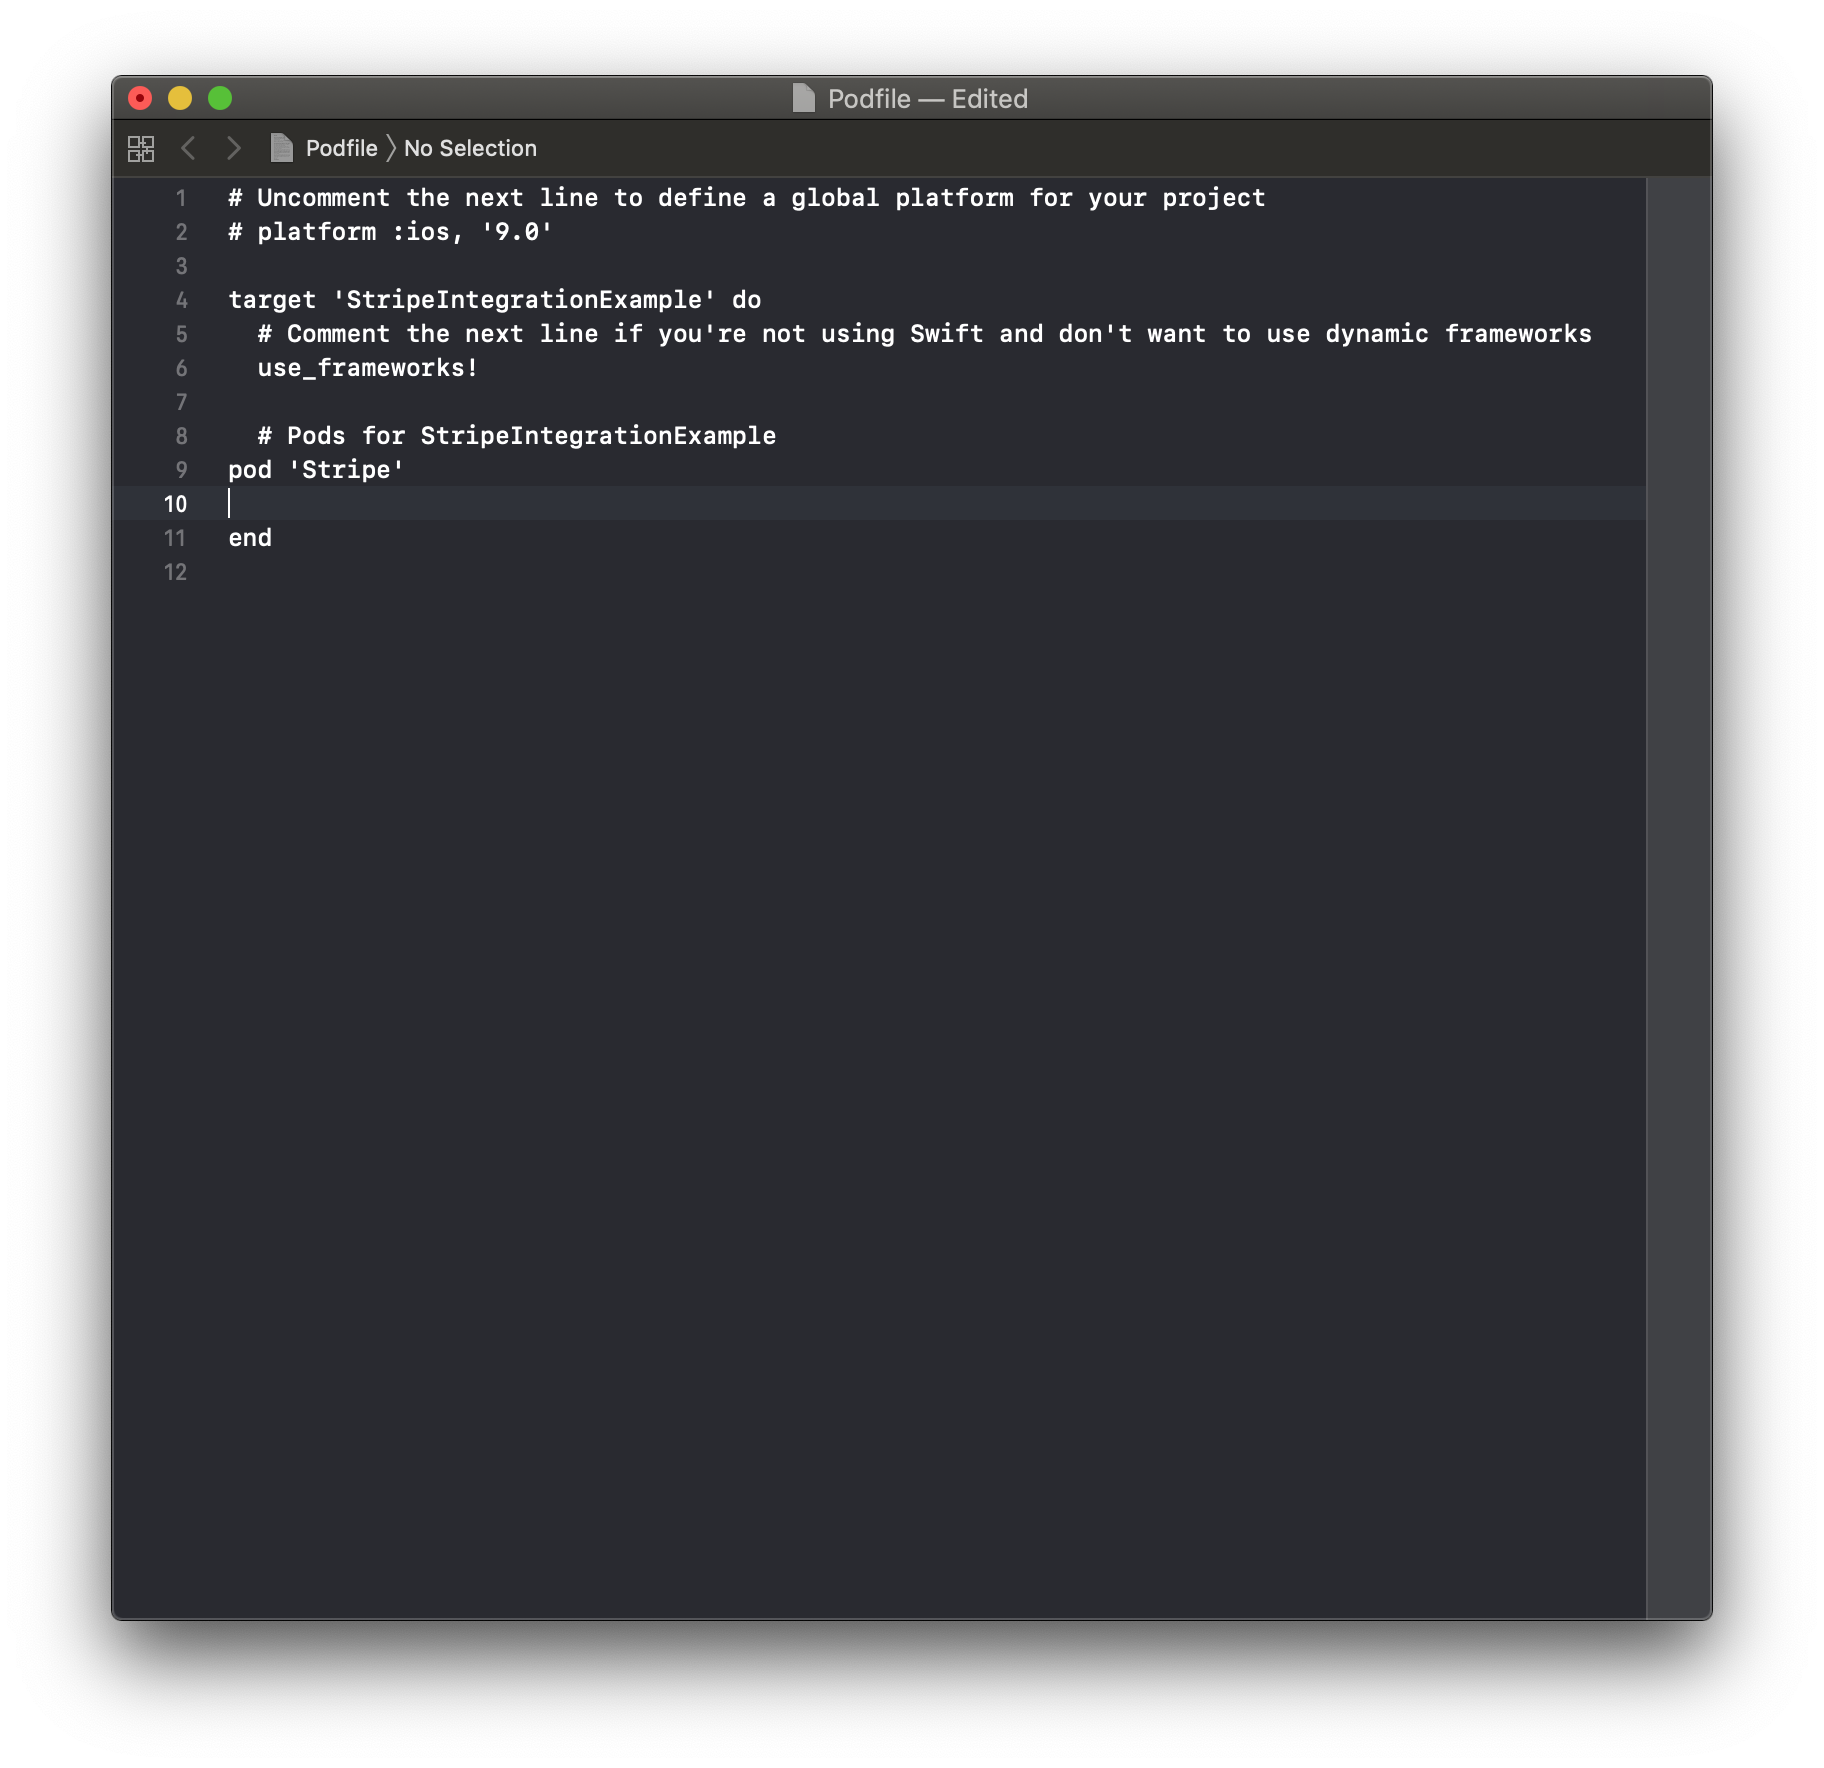 Podfile — Edited
Podfile 〉 No Selection
1 # Uncomment the next line to define a global platform for your project
2 # platform :ios, '9.0'
3
4 target 'StripeIntegrationExample' do
5   # Comment the next line if you're not using Swift and don't want to use dynamic frameworks
6   use_frameworks!
7
8   # Pods for StripeIntegrationExample
9 pod 'Stripe'
10
11 end
12